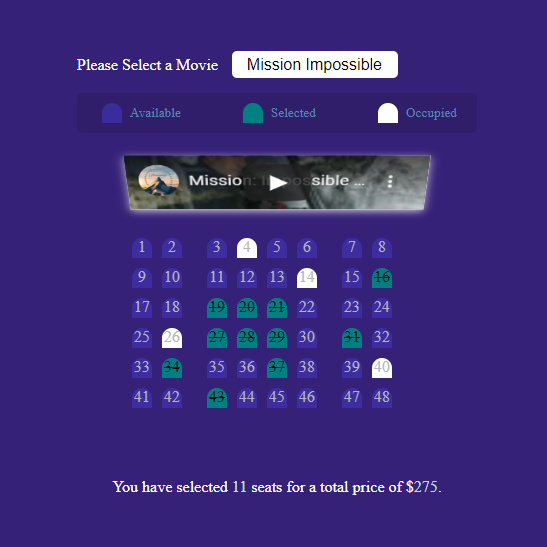 Please Select a Movie Mission Impossible
Available Selected Occupied
Mission: Impossible ...
1 2 3 4 5 6 7 8
9 10 11 12 13 14 15 16
17 18 19 20 21 22 23 24
25 26 27 28 29 30 31 32
33 34 35 36 37 38 39 40
41 42 43 44 45 46 47 48
You have selected 11 seats for a total price of $275.